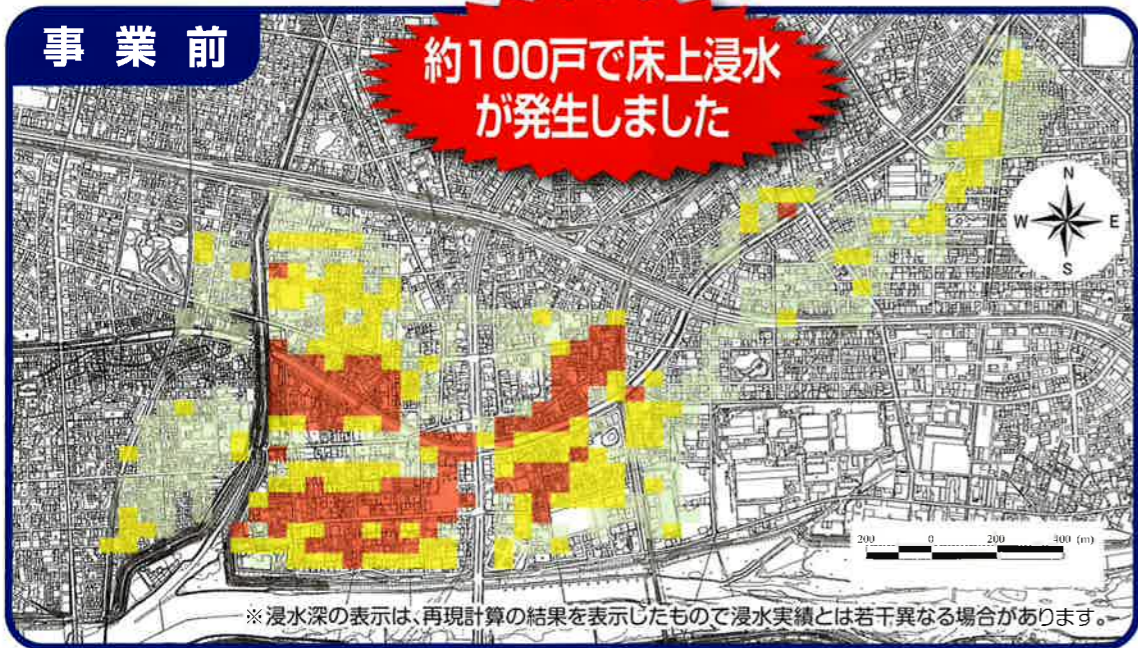 事業前
約100戸で床上浸水
が発生しました
N
W E
S
200 0 200 300 (m)
※浸水深の表示は、再現計算の結果を表示したもので浸水実績とは若干異なる場合があります。